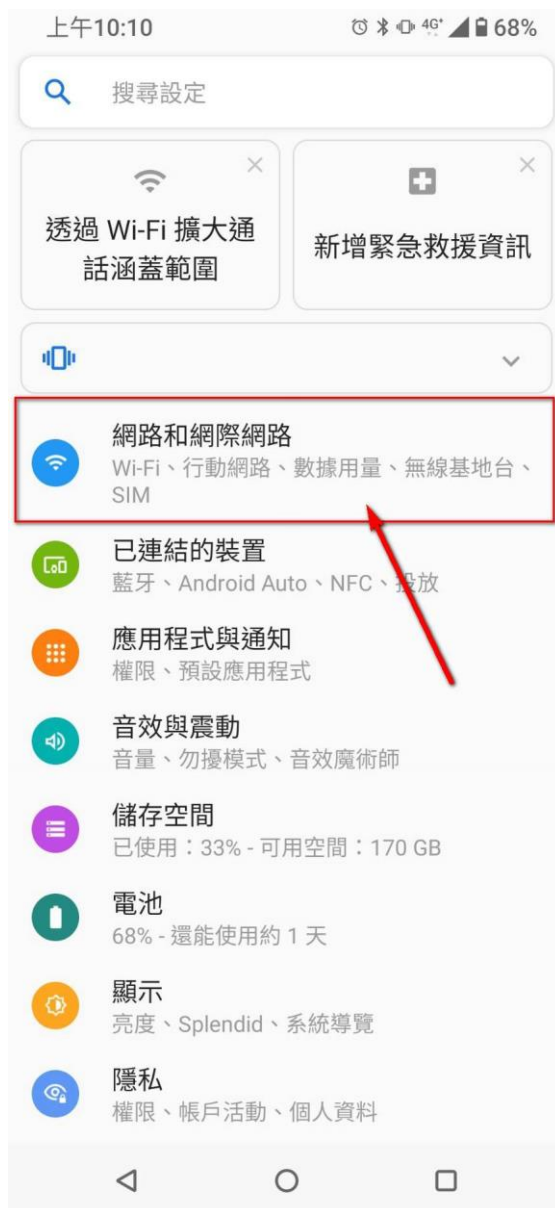 上午10:10 4G+ 68%
搜尋設定
透過 Wi-Fi 擴大通
話涵蓋範圍
新增緊急救援資訊
網路和網際網路
Wi-Fi、行動網路、數據用量、無線基地台、
SIM
已連結的裝置
藍牙、Android Auto、NFC、投放
應用程式與通知
權限、預設應用程式
音效與震動
音量、勿擾模式、音效魔術師
儲存空間
已使用：33% - 可用空間：170 GB
電池
68% - 還能使用約 1 天
顯示
亮度、Splendid、系統導覽
隱私
權限、帳戶活動、個人資料